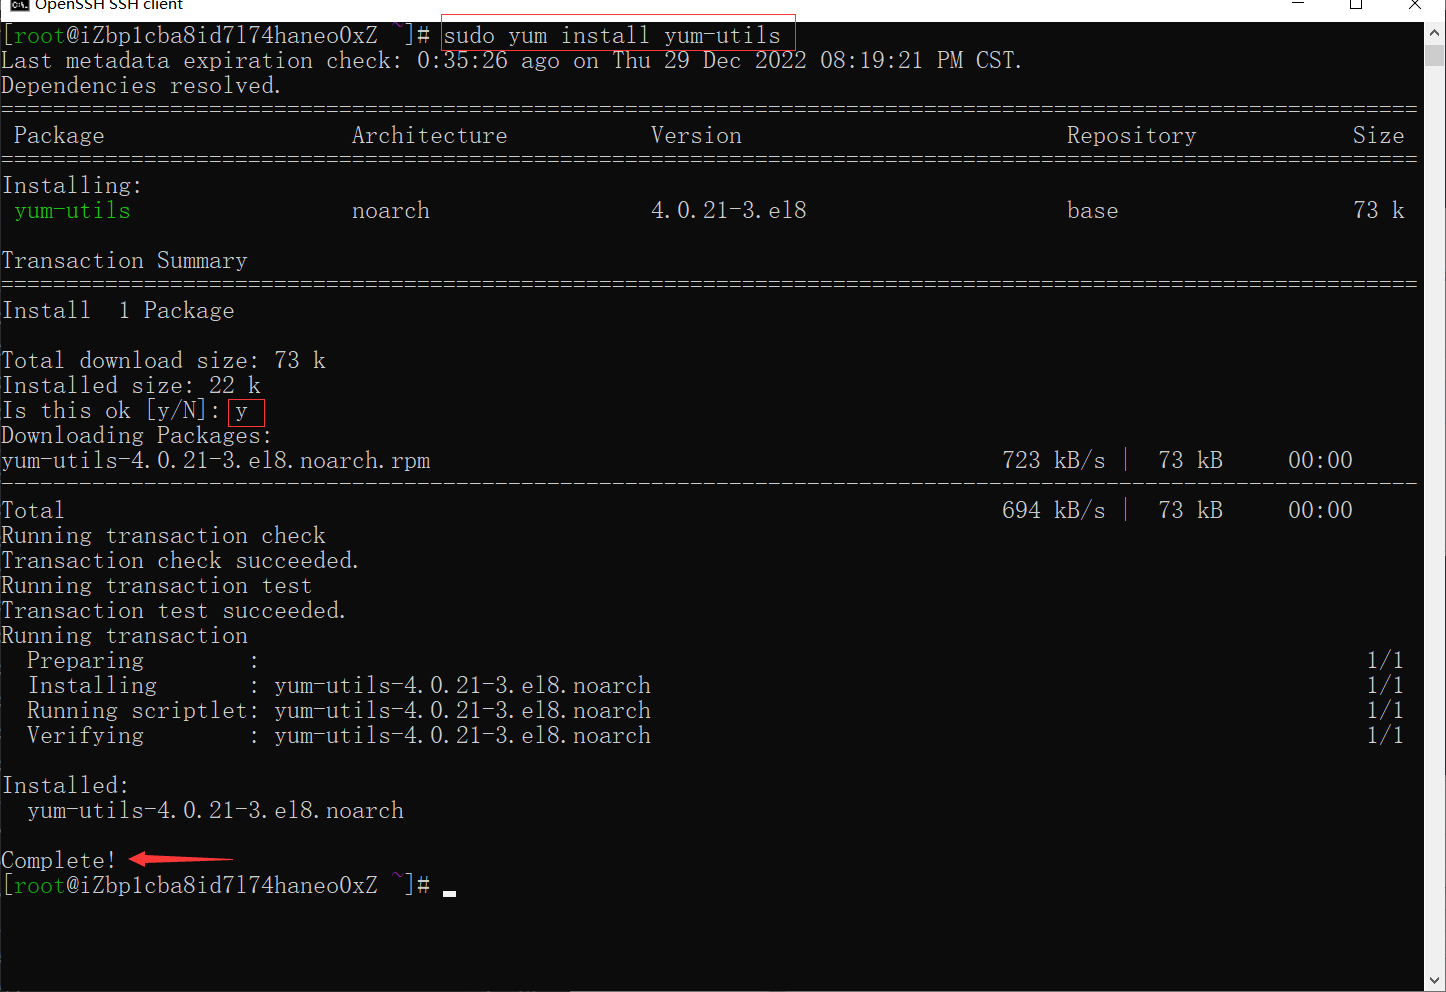 OpenSSH SSH client
[root@iZbp1cba8id7l74haneo0xZ ~]# sudo yum install yum-utils
Last metadata expiration check: 0:35:26 ago on Thu 29 Dec 2022 08:19:21 PM CST.
Dependencies resolved.
================================================================================
Package Architecture Version Repository Size
================================================================================
Installing:
yum-utils noarch 4.0.21-3.el8 base 73 k
Transaction Summary
================================================================================
Install 1 Package
Total download size: 73 k
Installed size: 22 k
Is this ok [y/N]: y
Downloading Packages:
yum-utils-4.0.21-3.el8.noarch.rpm 723 kB/s | 73 kB 00:00
--------------------------------------------------------------------------------
Total 694 kB/s | 73 kB 00:00
Running transaction check
Transaction check succeeded.
Running transaction test
Transaction test succeeded.
Running transaction
Preparing : 1/1
Installing : yum-utils-4.0.21-3.el8.noarch 1/1
Running scriptlet: yum-utils-4.0.21-3.el8.noarch 1/1
Verifying : yum-utils-4.0.21-3.el8.noarch 1/1
Installed:
yum-utils-4.0.21-3.el8.noarch
Complete!
[root@iZbp1cba8id7l74haneo0xZ ~]#